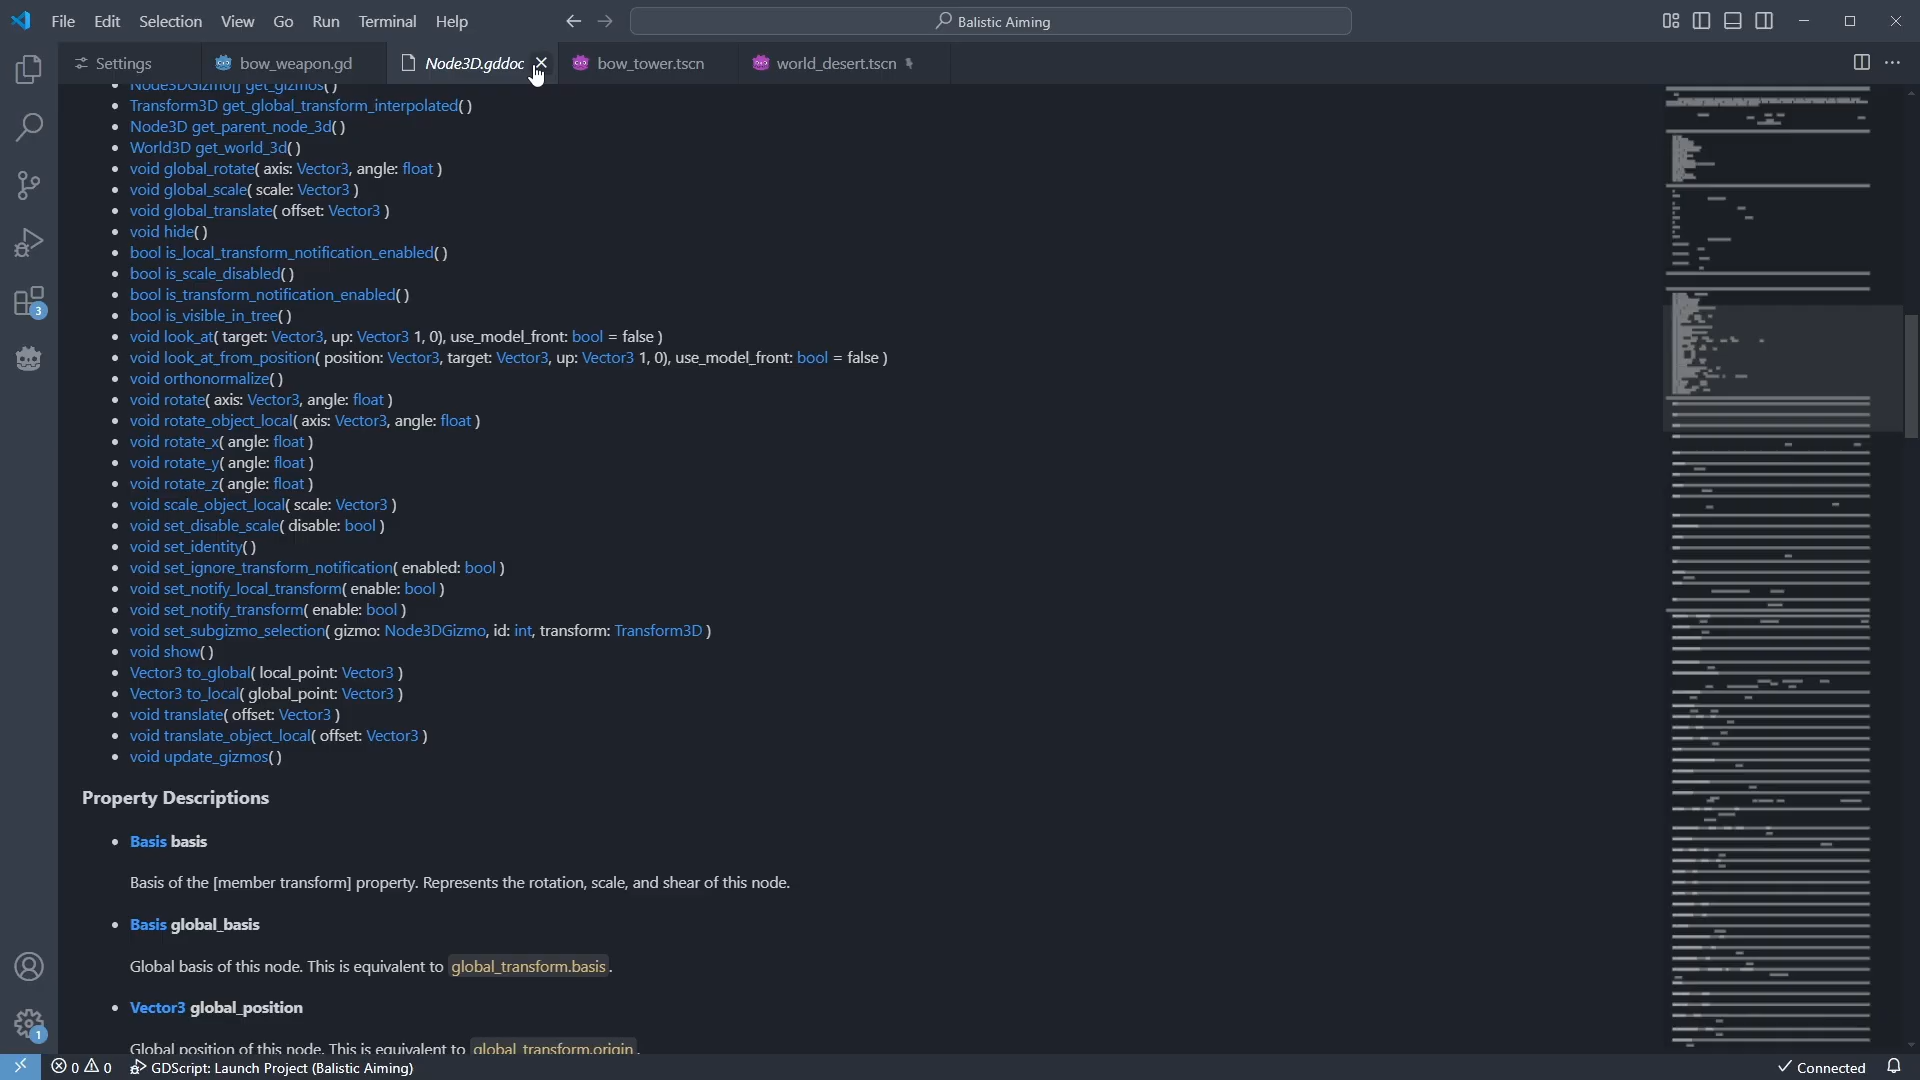 File Edit Selection View Go Run Terminal Help
Balistic Aiming
Settings
bow_weapon.gd
Node3D.gddoc
bow_tower.tscn
world_desert.tscn
Node3DGizmo[] get_gizmos()
Transform3D get_global_transform_interpolated()
Node3D get_parent_node_3d()
World3D get_world_3d()
void global_rotate( axis: Vector3, angle: float )
void global_scale( scale: Vector3 )
void global_translate( offset: Vector3 )
void hide()
bool is_local_transform_notification_enabled()
bool is_scale_disabled()
bool is_transform_notification_enabled()
bool is_visible_in_tree()
void look_at( target: Vector3, up: Vector3 1, 0), use_model_front: bool = false )
void look_at_from_position( position: Vector3, target: Vector3, up: Vector3 1, 0), use_model_front: bool = false )
void orthonormalize()
void rotate( axis: Vector3, angle: float )
void rotate_object_local( axis: Vector3, angle: float )
void rotate_x( angle: float )
void rotate_y( angle: float )
void rotate_z( angle: float )
void scale_object_local( scale: Vector3 )
void set_disable_scale( disable: bool )
void set_identity()
void set_ignore_transform_notification( enabled: bool )
void set_notify_local_transform( enable: bool )
void set_notify_transform( enable: bool )
void set_subgizmo_selection( gizmo: Node3DGizmo, id: int, transform: Transform3D )
void show()
Vector3 to_global( local_point: Vector3 )
Vector3 to_local( global_point: Vector3 )
void translate( offset: Vector3 )
void translate_object_local( offset: Vector3 )
void update_gizmos()
Property Descriptions
Basis basis
Basis of the [member transform] property. Represents the rotation, scale, and shear of this node.
Basis global_basis
Global basis of this node. This is equivalent to global_transform.basis.
Vector3 global_position
Global position of this node. This is equivalent to global_transform.origin.
3
1
0 0 GDScript: Launch Project (Balistic Aiming)
Connected